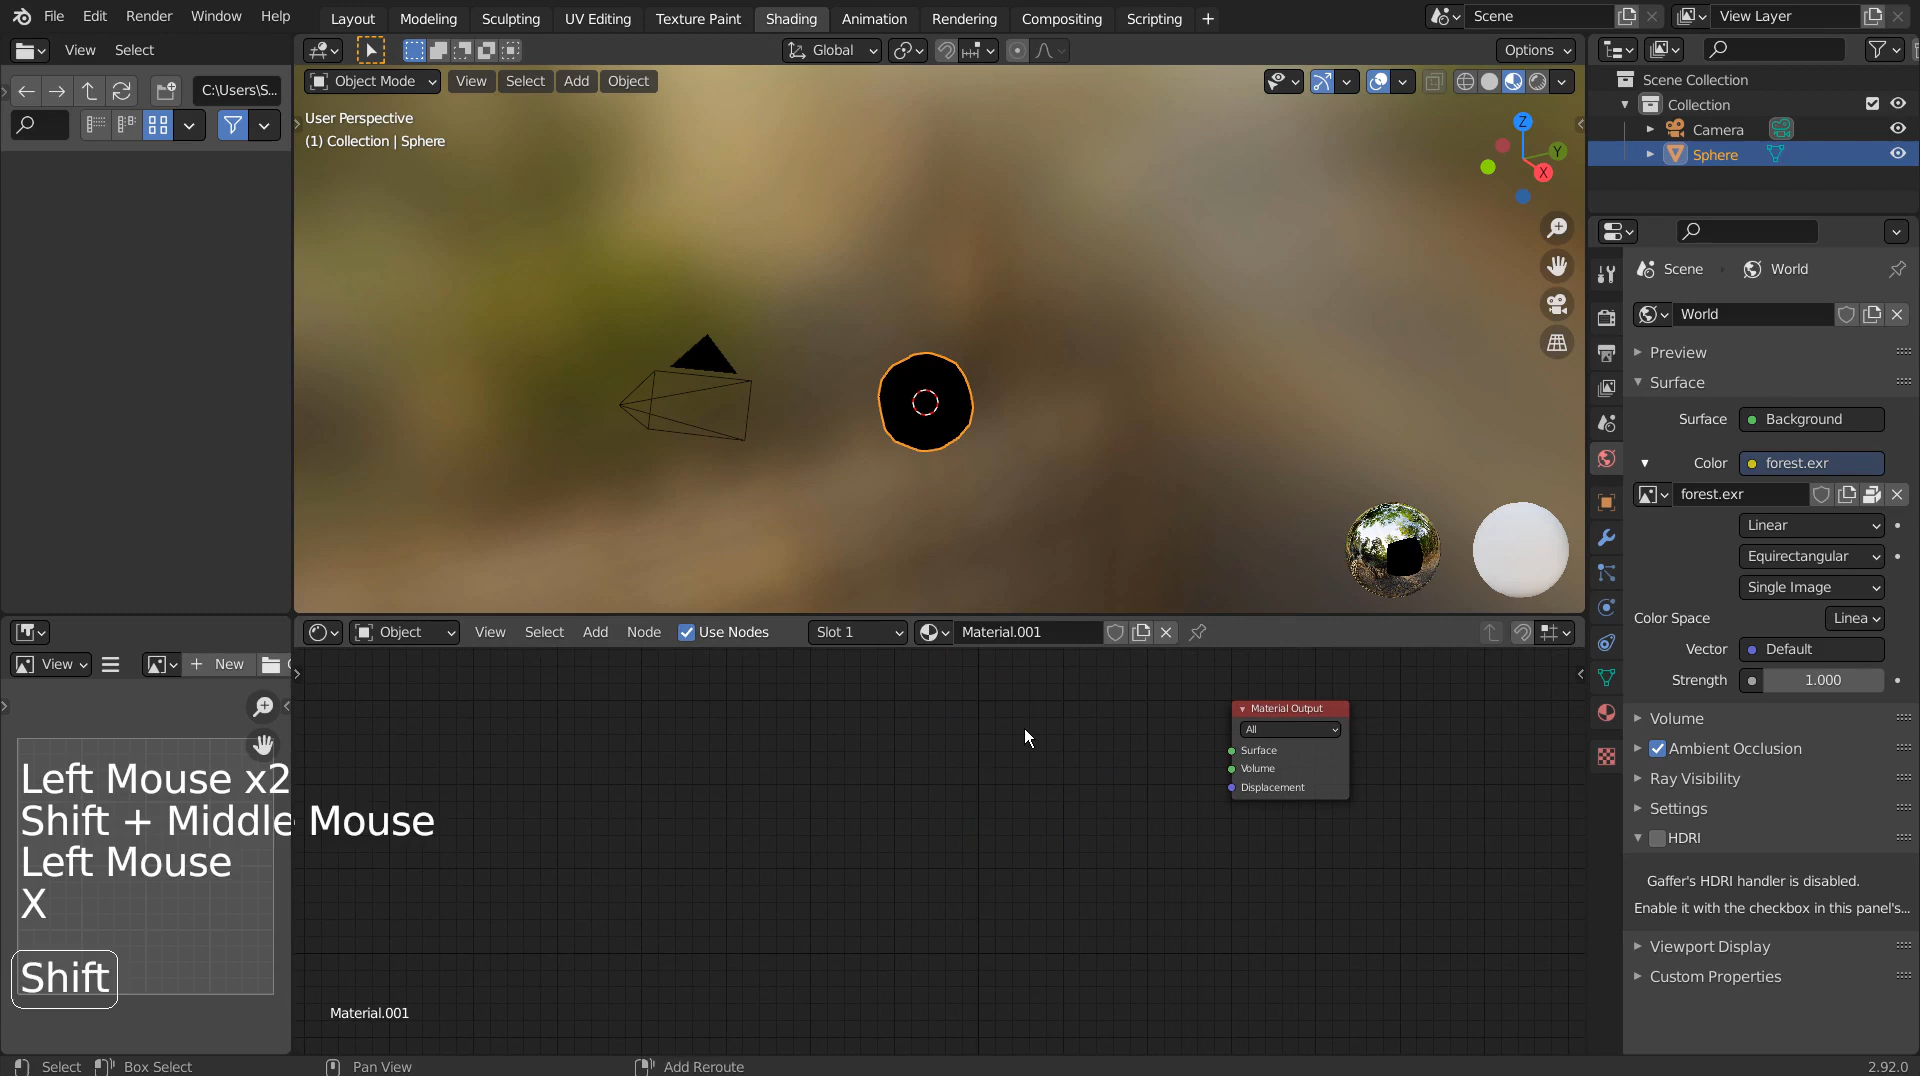 File Edit Render Window Help Layout Modeling Sculpting UV Editing Texture Paint Shading Animation Rendering Compositing Scripting + Scene View Layer
View Select Global Options
Object Mode View Select Add Object
C:\Users\S...
User Perspective
(1) Collection | Sphere
Z
Y
X
Scene Collection
Collection
Camera
Sphere
Scene World
World
Preview
Surface
Surface Background
Color forest.exr
forest.exr
Linear
Equirectangular
Single Image
Color Space Linea
Vector Default
Strength 1.000
Volume
Ambient Occlusion
Ray Visibility
Settings
HDRI
Gaffer's HDRI handler is disabled.
Enable it with the checkbox in this panel's...
Viewport Display
Custom Properties
Object View Select Add Node Use Nodes Slot 1 Material.001
View + New
Material Output
All
Surface
Volume
Displacement
Left Mouse x2
Shift + Middle Mouse
Left Mouse
X
Shift
Material.001
Select Box Select Pan View Add Reroute 2.92.0